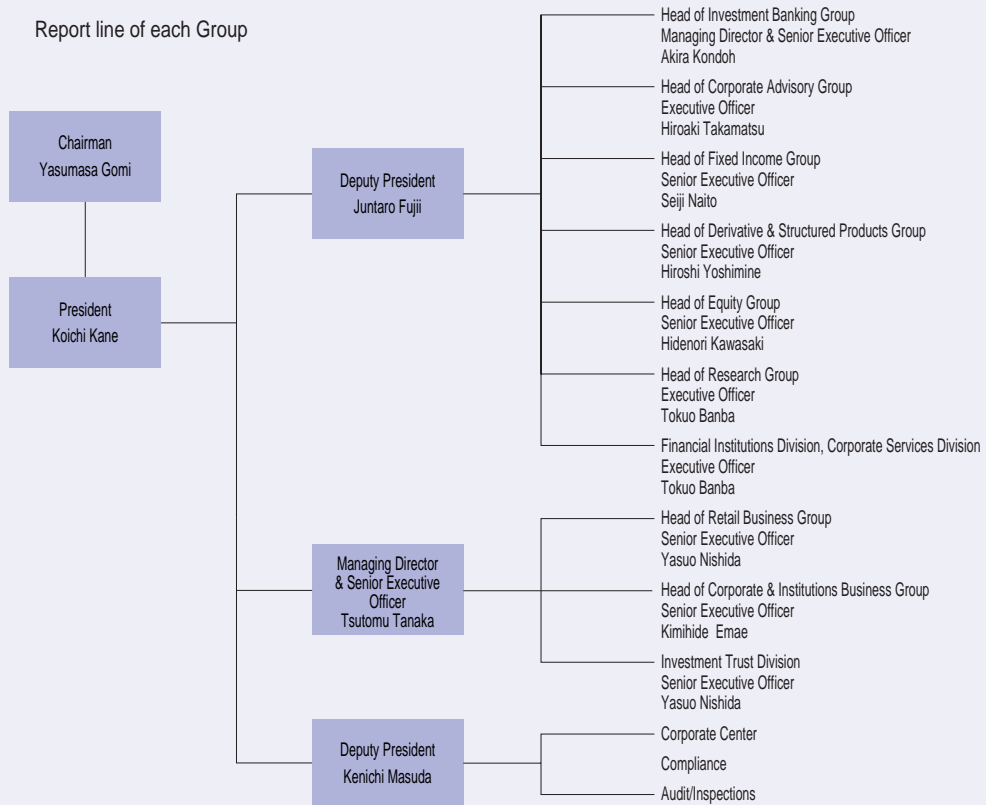 Report line of each Group
Chairman
Yasumasa Gomi
President
Koichi Kane
Deputy President
Juntaro Fujii
Head of Investment Banking Group
Managing Director & Senior Executive Officer
Akira Kondoh
Head of Corporate Advisory Group
Executive Officer
Hiroaki Takamatsu
Head of Fixed Income Group
Senior Executive Officer
Seiji Naito
Head of Derivative & Structured Products Group
Senior Executive Officer
Hiroshi Yoshimine
Head of Equity Group
Senior Executive Officer
Hidenori Kawasaki
Head of Research Group
Executive Officer
Tokuo Banba
Financial Institutions Division, Corporate Services Division
Executive Officer
Tokuo Banba
Managing Director
& Senior Executive
Officer
Tsutomu Tanaka
Head of Retail Business Group
Senior Executive Officer
Yasuo Nishida
Head of Corporate & Institutions Business Group
Senior Executive Officer
Kimihide Emae
Investment Trust Division
Senior Executive Officer
Yasuo Nishida
Deputy President
Kenichi Masuda
Corporate Center
Compliance
Audit/Inspections